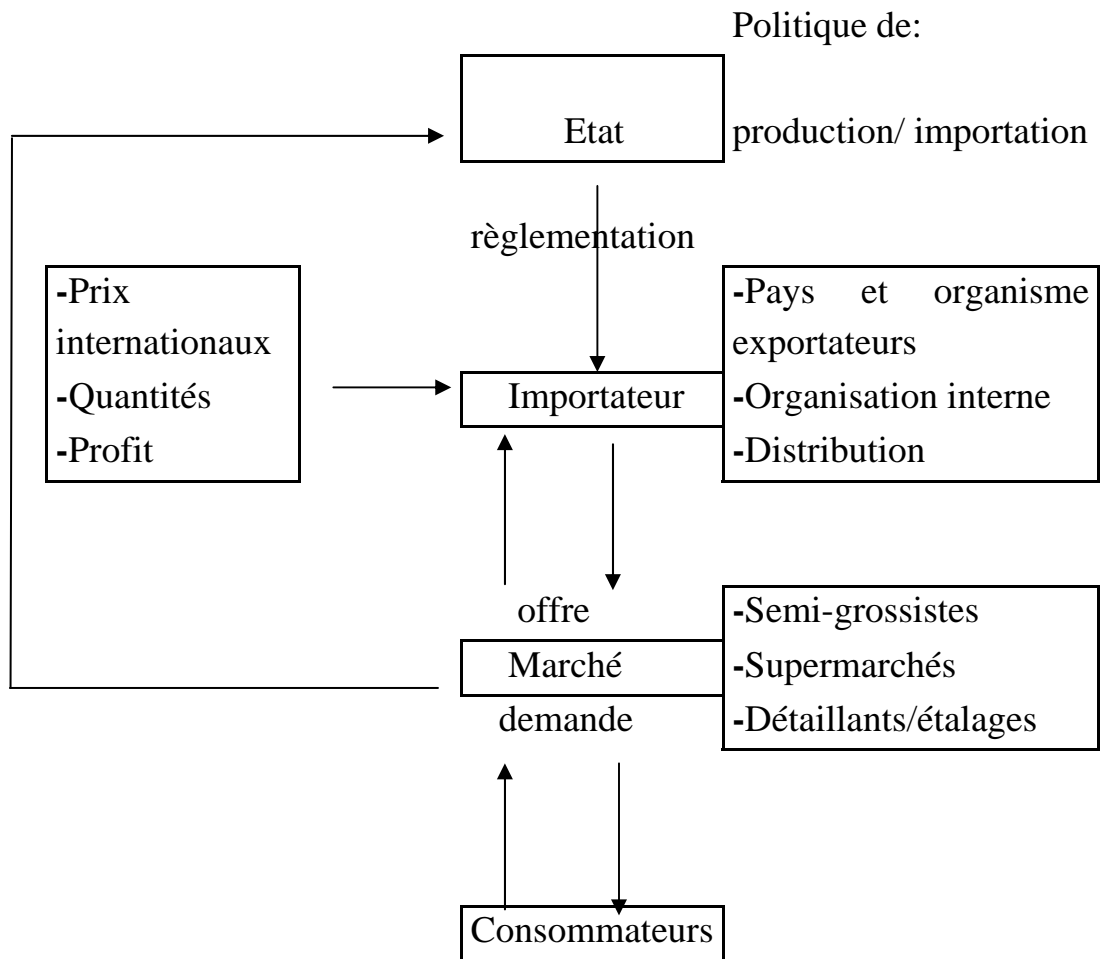 Politique de:
Etat
production/ importation
règlementation
-Prix
internationaux
-Quantités
-Profit
Importateur
-Pays et organisme
exportateurs
-Organisation interne
-Distribution
offre
Marché
demande
-Semi-grossistes
-Supermarchés
-Détaillants/étalages
Consommateurs